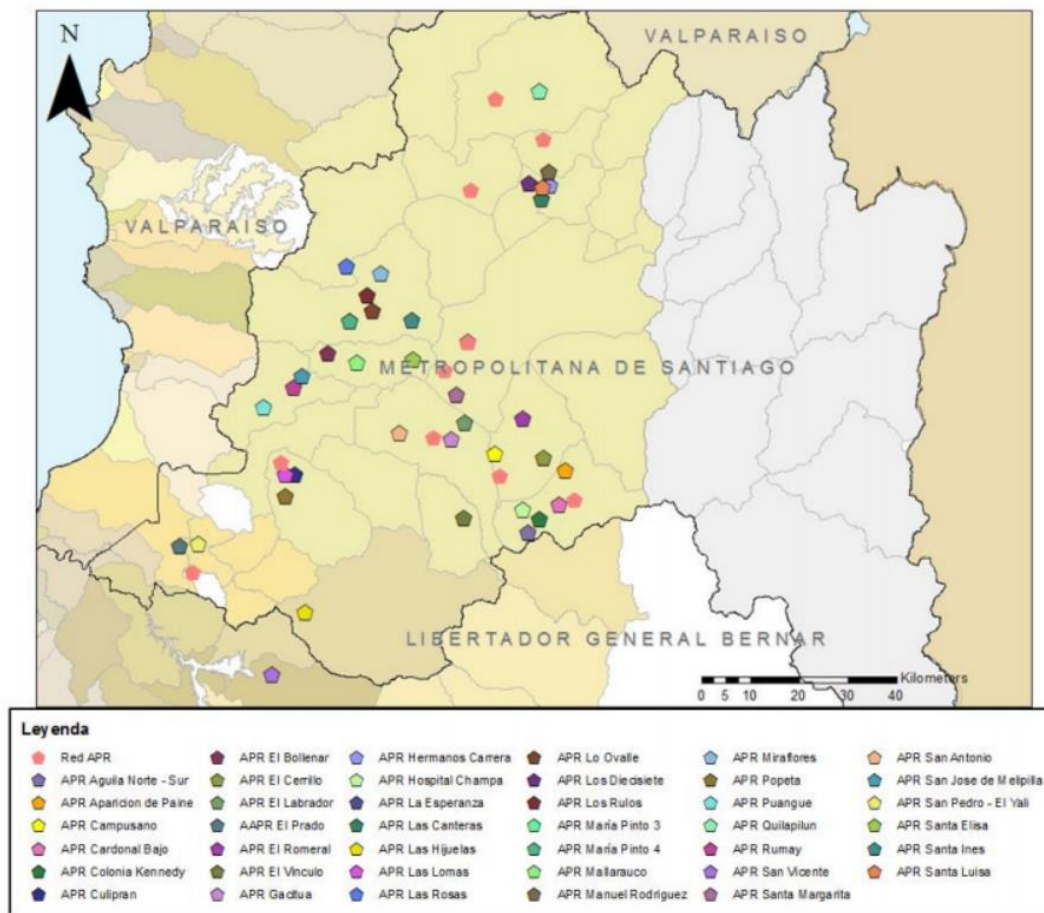 N
VALPARAISO
VALPARAISO
METROPOLITANA DE SANTIAGO
LIBERTADOR GENERAL BERNAR
Kilometers
0 5 10 20 30 40
Leyenda
Red APR
APR Aguila Norte - Sur
APR Aparicion de Paine
APR Campusano
APR Cardonal Bajo
APR Colonia Kennedy
APR Culipran
APR El Bollenar
APR El Cerrillo
APR El Labrador
AAPR El Prado
APR El Romeral
APR El Vinculo
APR Gacitua
APR Hermanos Carrera
APR Hospital Champa
APR La Esperanza
APR Las Canteras
APR Las Hijuelas
APR Las Lomas
APR Las Rosas
APR Lo Ovalle
APR Los Diecisiete
APR Los Rulos
APR María Pinto 3
APR María Pinto 4
APR Mallarauco
APR Manuel Rodriguez
APR Miraflores
APR Popeta
APR Puangue
APR Quilapilun
APR Rumay
APR San Vicente
APR Santa Margarita
APR San Antonio
APR San Jose de Melipilla
APR San Pedro - El Yali
APR Santa Elisa
APR Santa Ines
APR Santa Luisa